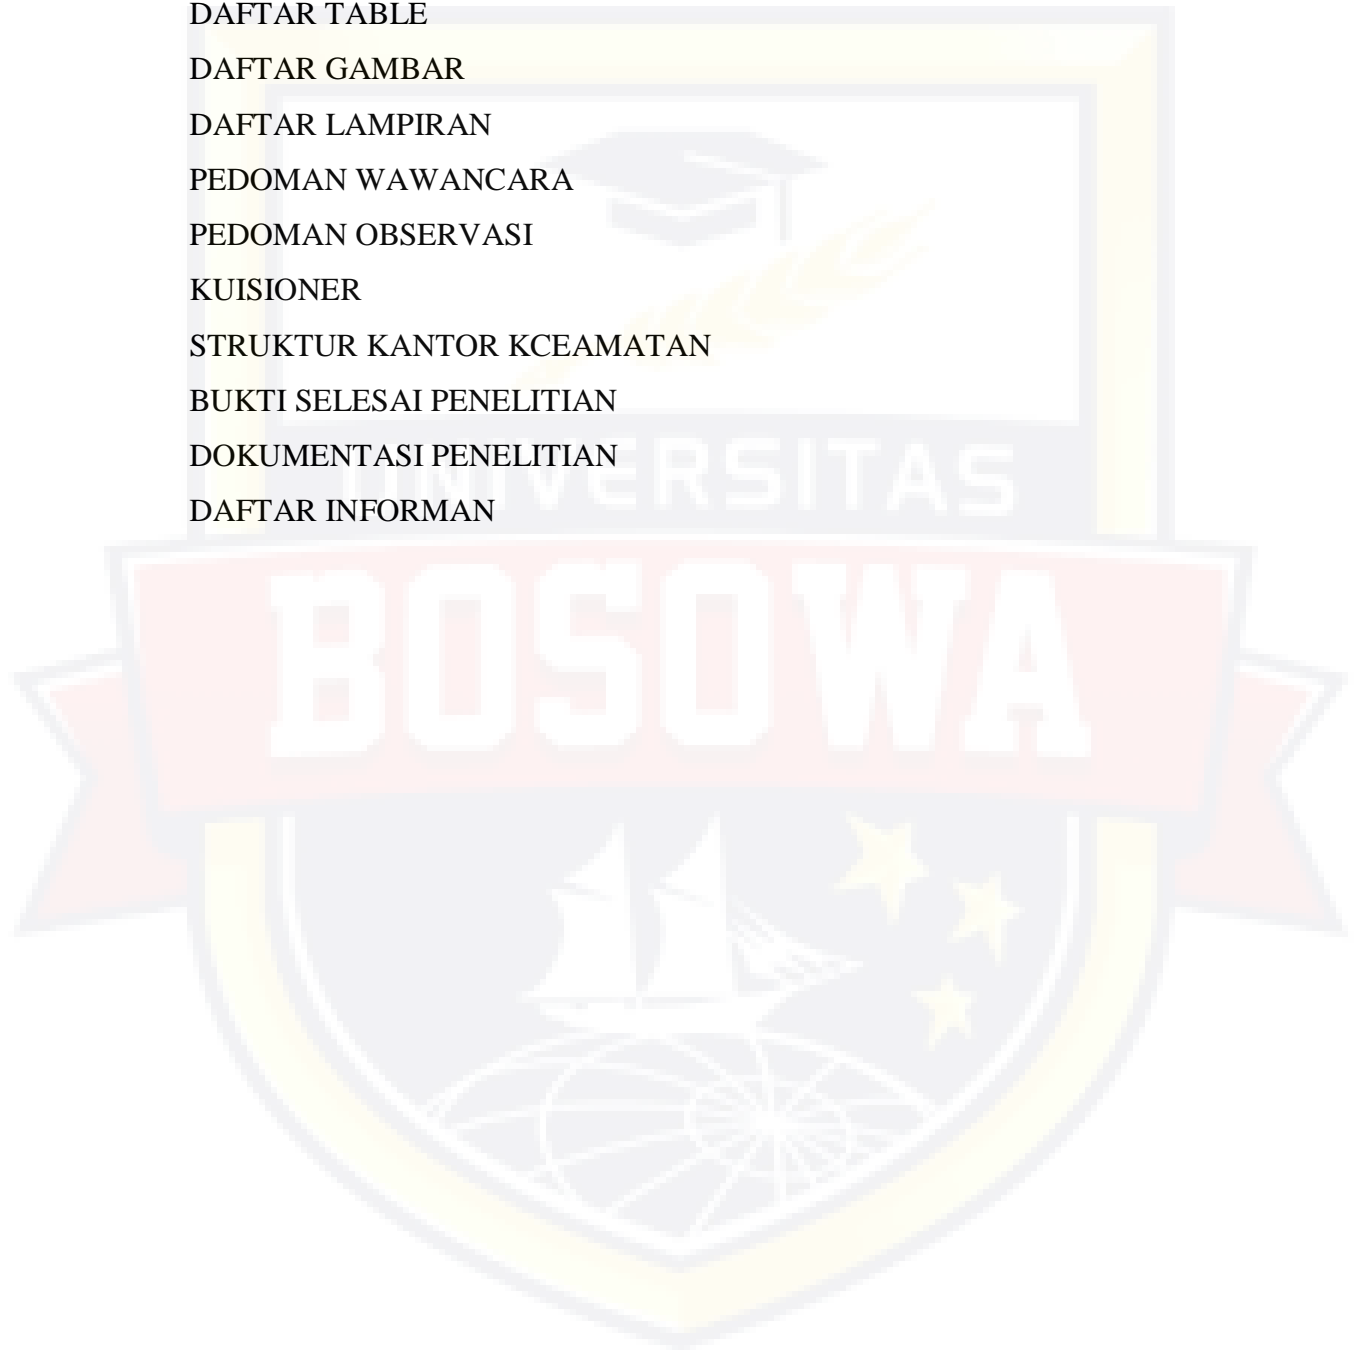 DAFTAR TABLE
DAFTAR GAMBAR
DAFTAR LAMPIRAN
PEDOMAN WAWANCARA
PEDOMAN OBSERVASI
KUISIONER
STRUKTUR KANTOR KCEAMATAN
BUKTI SELESAI PENELITIAN
DOKUMENTASI PENELITIAN
DAFTAR INFORMAN
UNIVERSITAS
BOSOWA